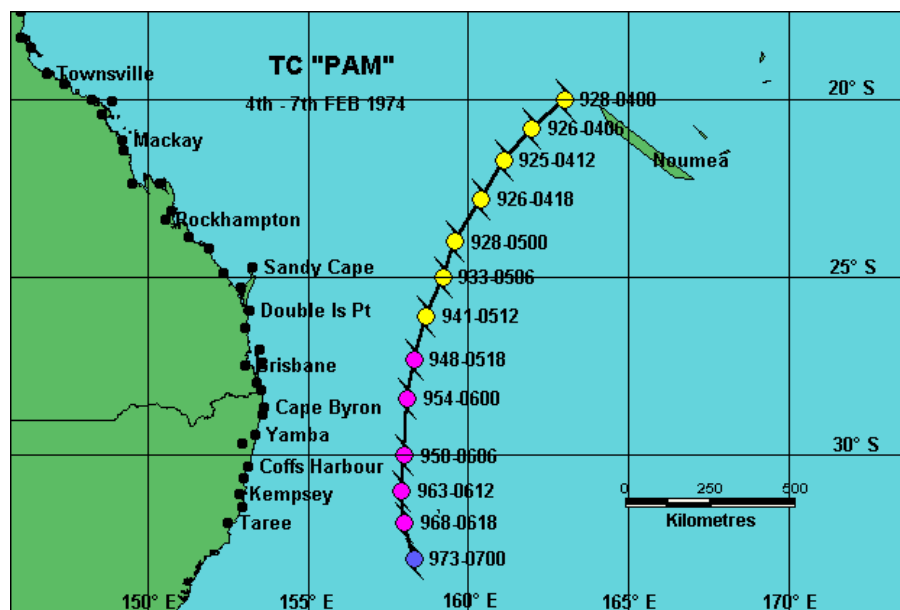 TC "PAM"
4th - 7th FEB 1974
Townsville
928-0400
20° S
926-0406
Mackay
925-0412
Noumea
926-0418
Rockhampton
928-0500
Sandy Cape
933-0506
25° S
Double Is Pt
941-0512
Brisbane
948-0518
954-0600
Cape Byron
Yamba
958-0606
30° S
Coffs Harbour
963-0612
0 250 500
Kilometres
Kempsey
Taree
968-0618
973-0700
150° E 155° E 160° E 165° E 170° E